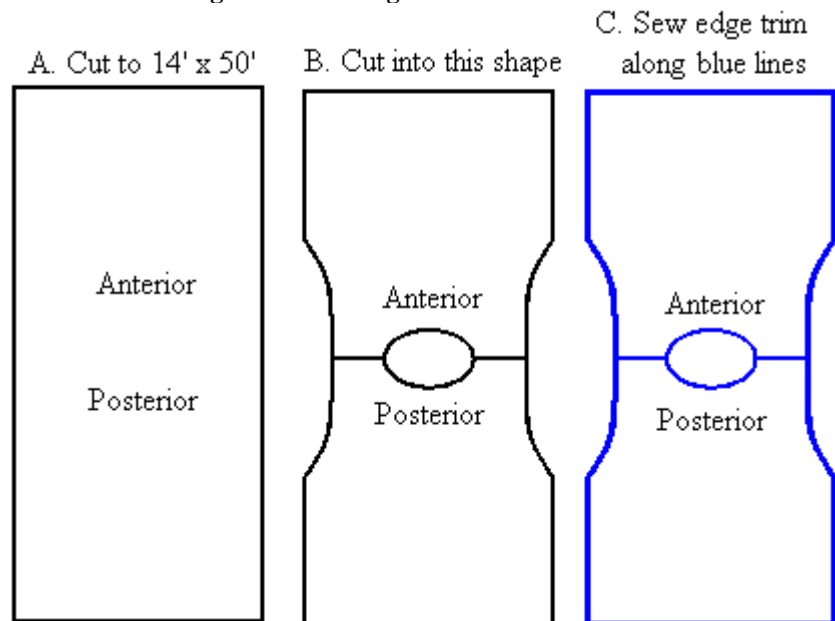 A. Cut to 14' x 50'
B. Cut into this shape
C. Sew edge trim
along blue lines
Anterior
Posterior
Anterior
Posterior
Anterior
Posterior